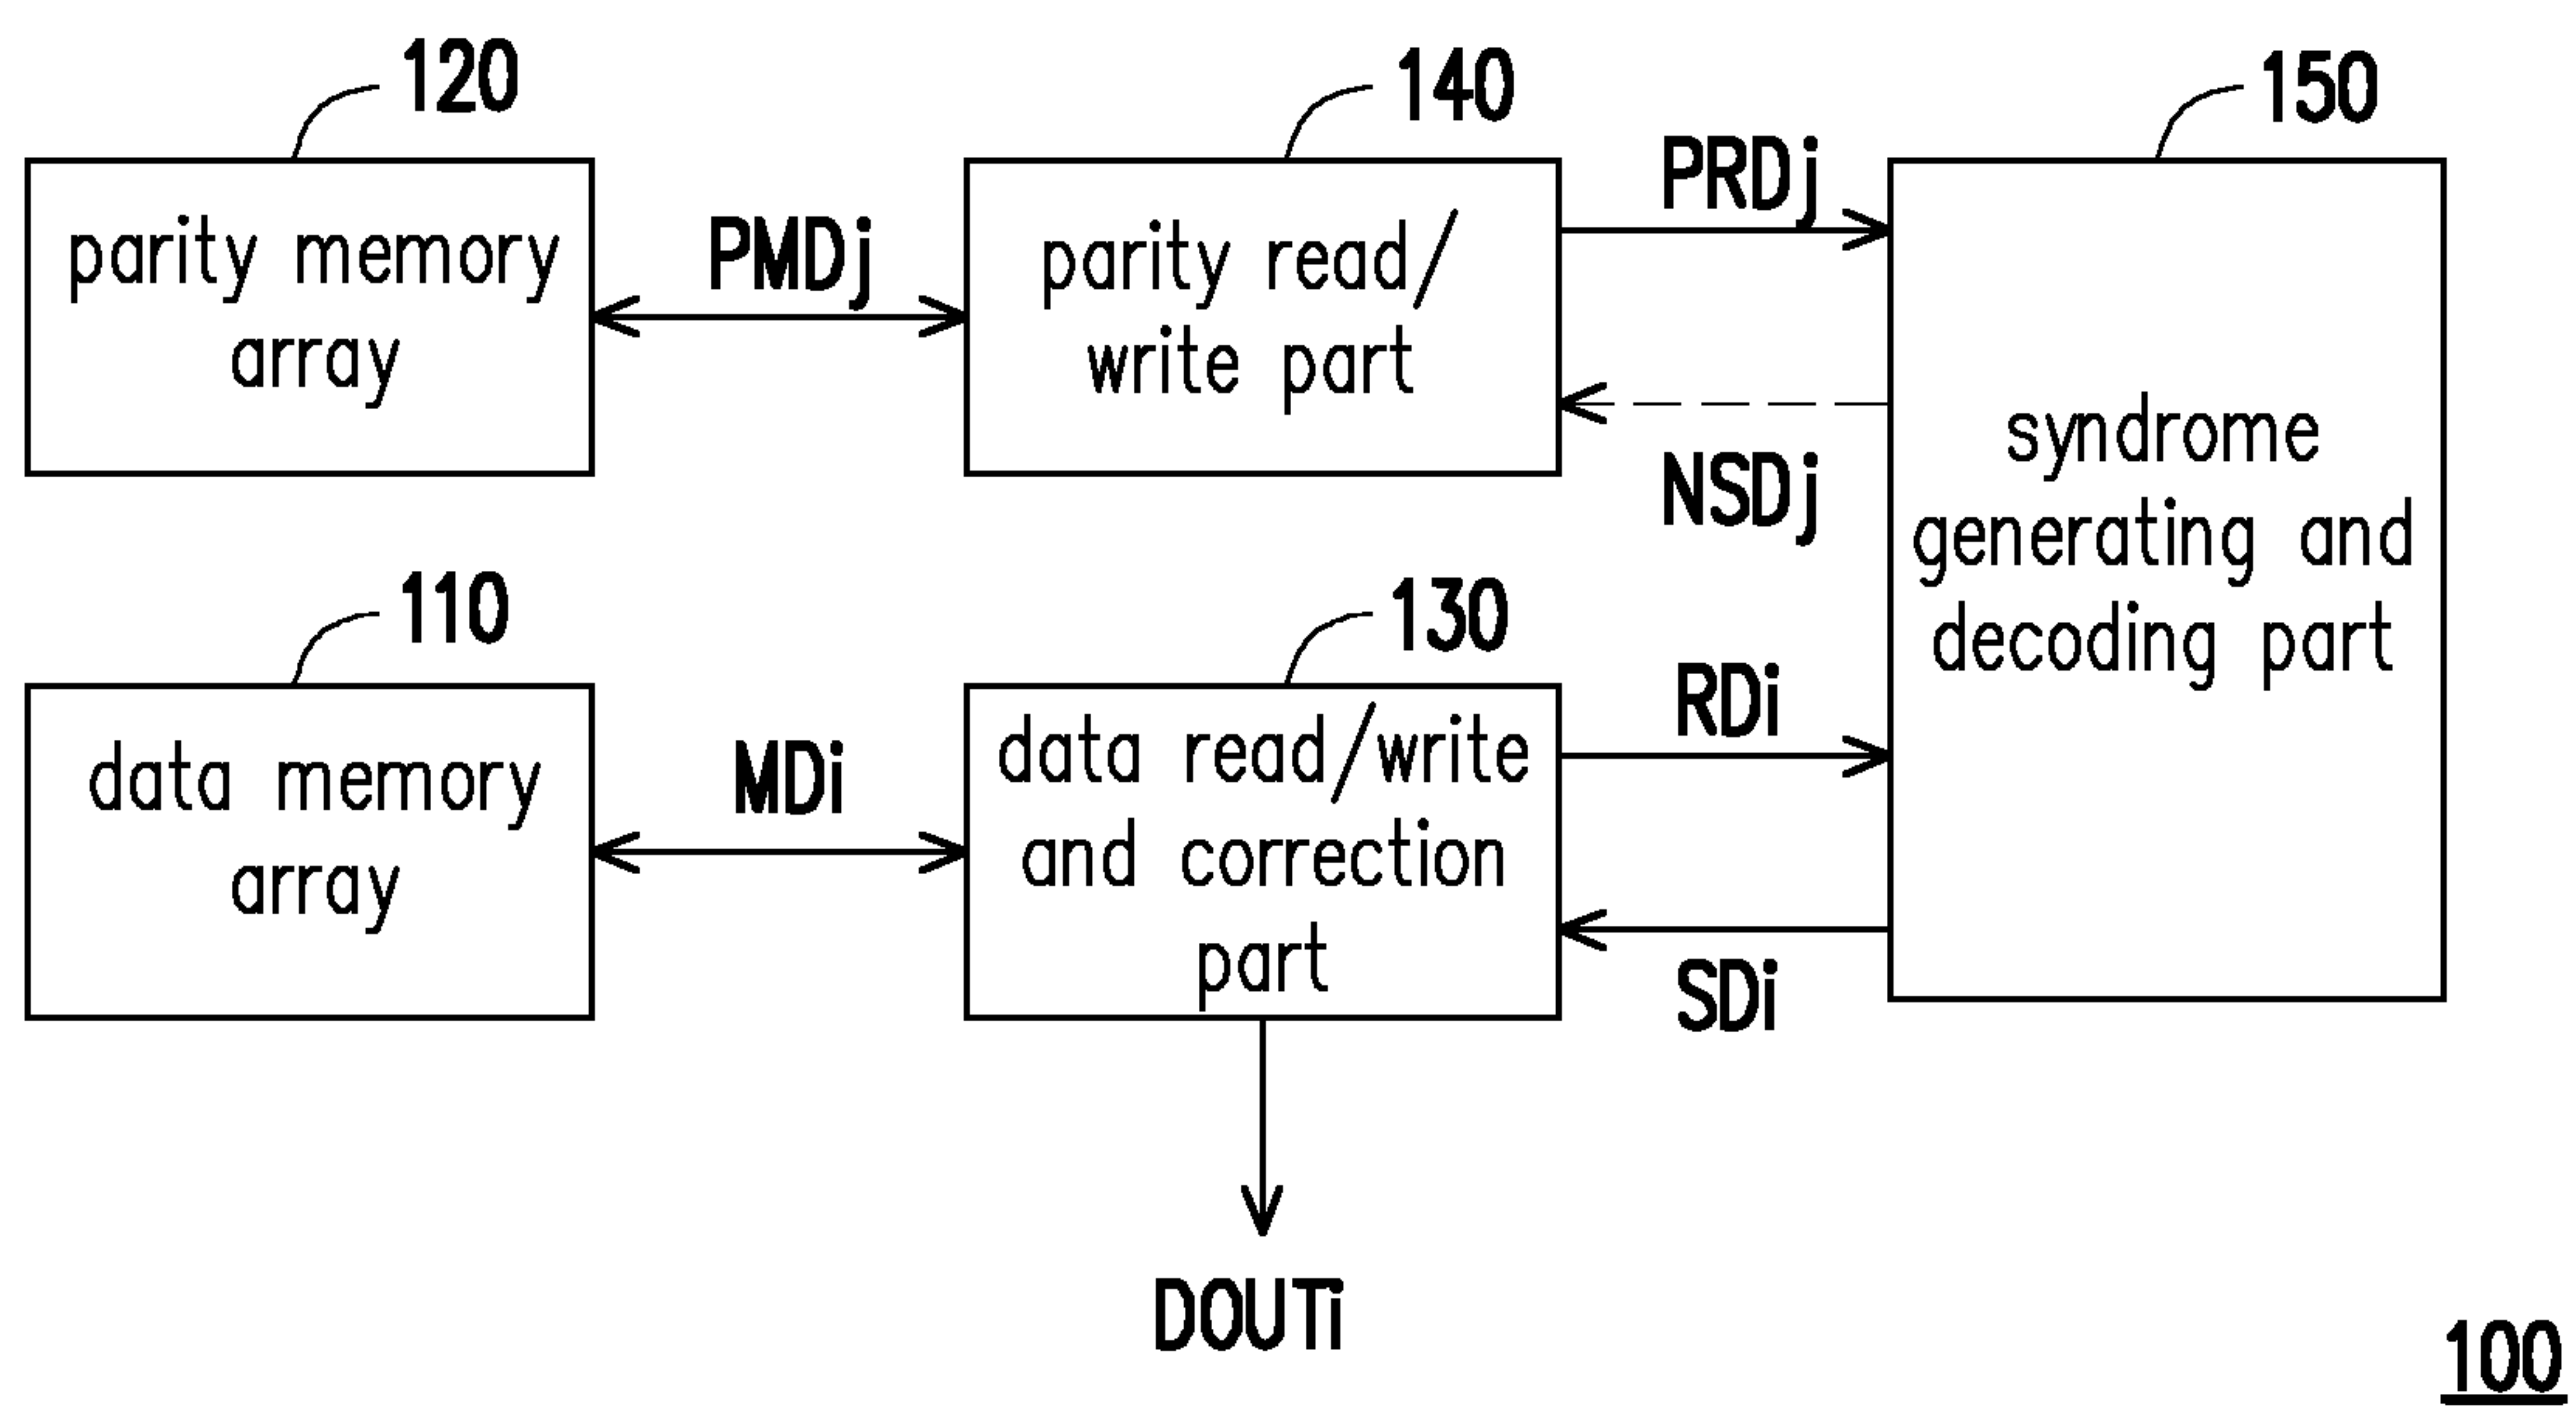 120
140
150
parity memory
array
PMDj
parity read/
write part
PRDj
NSDj
syndrome
generating and
decoding part
110
130
data memory
array
MDi
data read/write
and correction
part
RDi
SDi
DOUTi
100